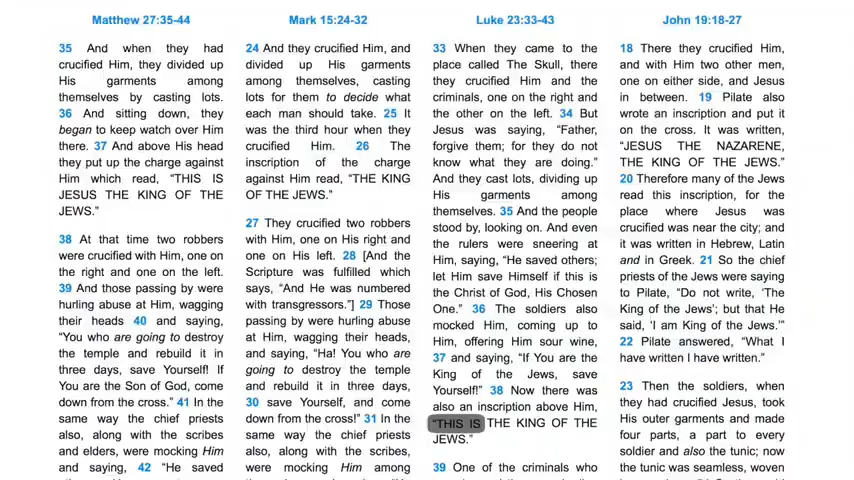 Matthew 27:35-44
35 And when they had
crucified Him, they divided up
His garments among
themselves by casting lots.
36 And sitting down, they
began to keep watch over Him
there. 37 And above His head
they put up the charge against
Him which read, “THIS IS
JESUS THE KING OF THE
JEWS.”
38 At that time two robbers
were crucified with Him, one on
the right and one on the left.
39 And those passing by were
hurling abuse at Him, wagging
their heads 40 and saying,
“You who are going to destroy
the temple and rebuild it in
three days, save Yourself! If
You are the Son of God, come
down from the cross.” 41 In the
same way the chief priests
also, along with the scribes
and elders, were mocking Him
and saying, 42 “He saved
Mark 15:24-32
24 And they crucified Him, and
divided up His garments
among themselves, casting
lots for them to decide what
each man should take. 25 It
was the third hour when they
crucified Him. 26 The
inscription of the charge
against Him read, “THE KING
OF THE JEWS.”
27 They crucified two robbers
with Him, one on His right and
one on His left. 28 [And the
Scripture was fulfilled which
says, “And He was numbered
with transgressors.”] 29 Those
passing by were hurling abuse
at Him, wagging their heads,
and saying, “Ha! You who are
going to destroy the temple
and rebuild it in three days,
30 save Yourself, and come
down from the cross!” 31 In the
same way the chief priests
also, along with the scribes,
were mocking Him among
Luke 23:33-43
33 When they came to the
place called The Skull, there
they crucified Him and the
criminals, one on the right and
the other on the left. 34 But
Jesus was saying, “Father,
forgive them; for they do not
know what they are doing.”
And they cast lots, dividing up
His garments among
themselves. 35 And the people
stood by, looking on. And even
the rulers were sneering at
Him, saying, “He saved others;
let Him save Himself if this is
the Christ of God, His Chosen
One.” 36 The soldiers also
mocked Him, coming up to
Him, offering Him sour wine,
37 and saying, “If You are the
King of the Jews, save
Yourself!” 38 Now there was
also an inscription above Him,
“THIS IS THE KING OF THE
JEWS.”
39 One of the criminals who
John 19:18-27
18 There they crucified Him,
and with Him two other men,
one on either side, and Jesus
in between. 19 Pilate also
wrote an inscription and put it
on the cross. It was written,
“JESUS THE NAZARENE,
THE KING OF THE JEWS.”
20 Therefore many of the Jews
read this inscription, for the
place where Jesus was
crucified was near the city; and
it was written in Hebrew, Latin
and in Greek. 21 So the chief
priests of the Jews were saying
to Pilate, “Do not write, ‘The
King of the Jews’; but that He
said, ‘I am King of the Jews.’”
22 Pilate answered, “What I
have written I have written.”
23 Then the soldiers, when
they had crucified Jesus, took
His outer garments and made
four parts, a part to every
soldier and also the tunic; now
the tunic was seamless, woven